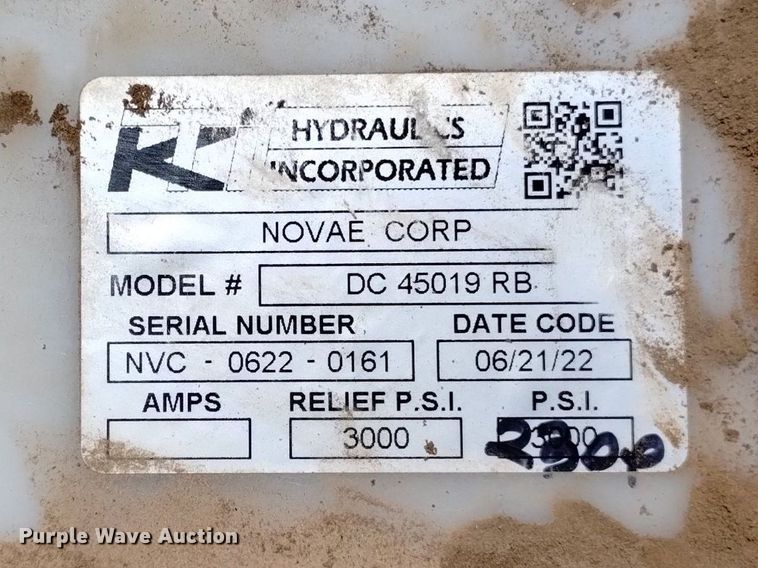 HYDRAULICS
INCORPORATED
NOVAE CORP
MODEL # DC 45019 RB
SERIAL NUMBER DATE CODE
NVC - 0622 - 0161 06/21/22
AMPS RELIEF P.S.I. P.S.I.
3000 3000
Purple Wave Auction